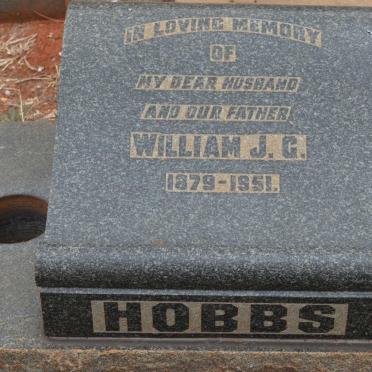 IN LOVING MEMORY
OF
MY DEAR HUSBAND
AND OUR FATHER
WILLIAM J. G.
1879-1951.
HOBBS